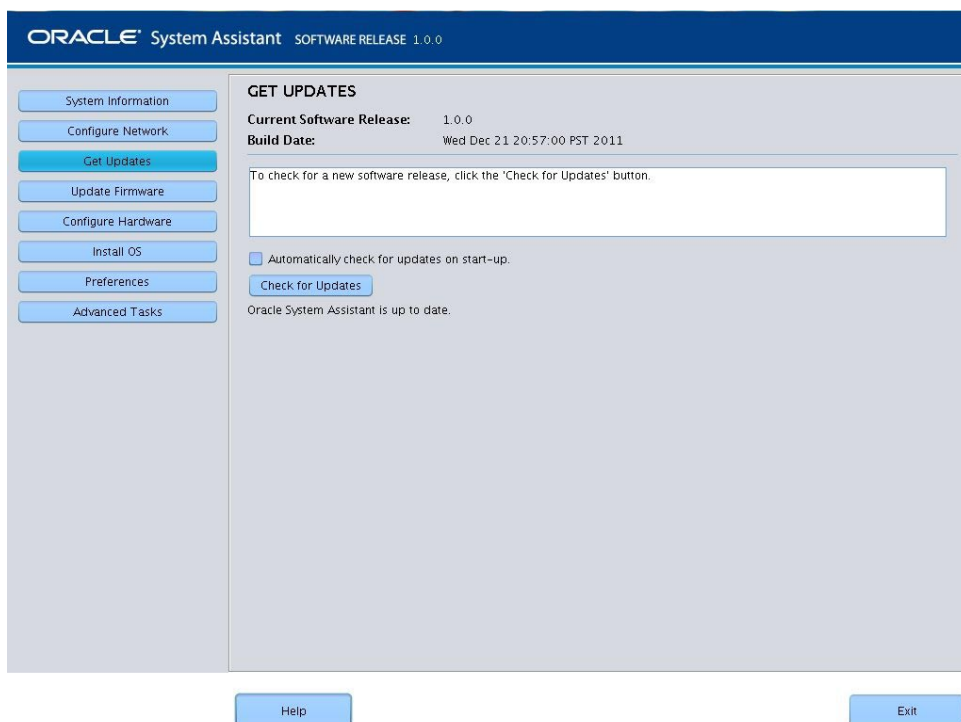 ORACLE® System Assistant SOFTWARE RELEASE 1.0.0
System Information
Configure Network
Get Updates
Update Firmware
Configure Hardware
Install OS
Preferences
Advanced Tasks
GET UPDATES
Current Software Release: 1.0.0
Build Date: Wed Dec 21 20:57:00 PST 2011
To check for a new software release, click the 'Check for Updates' button.
Automatically check for updates on start-up.
Check for Updates
Oracle System Assistant is up to date.
Help
Exit